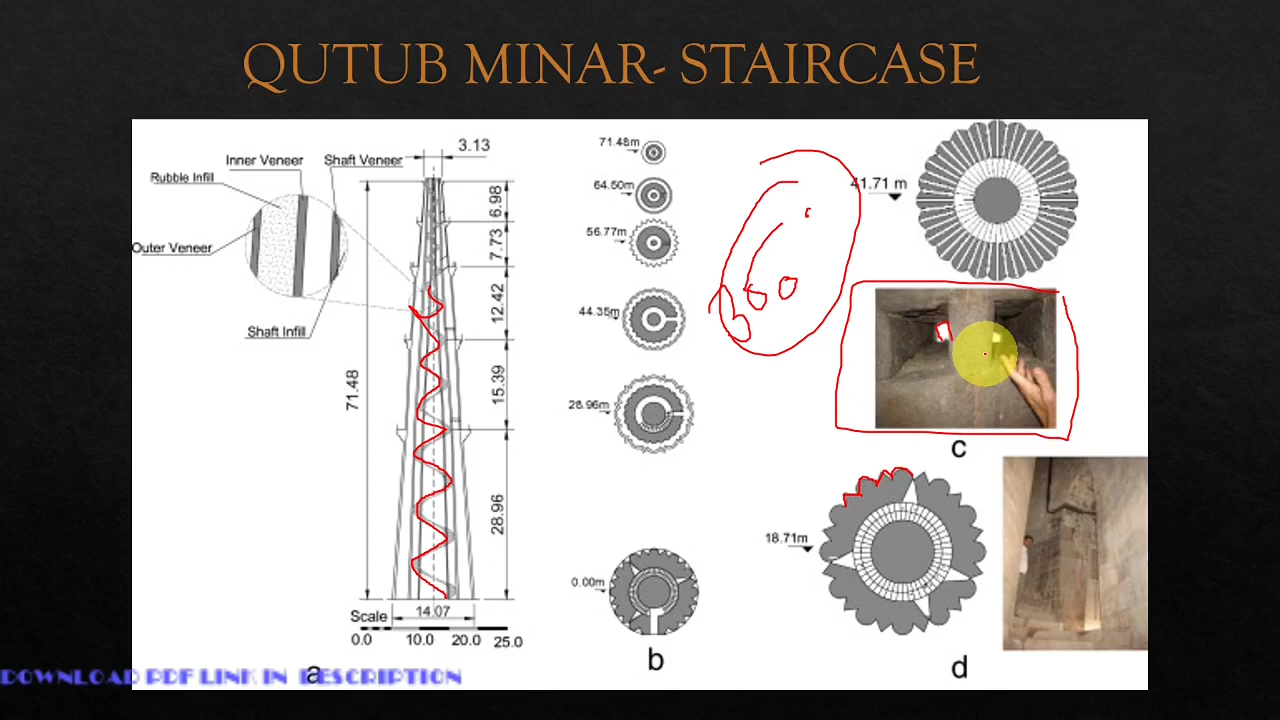 QUTUB MINAR- STAIRCASE
3.13
Inner Veneer
Shaft Veneer
Rubble Infill
Outer Veneer
Shaft Infill
6.98
7.73
12.42
15.39
28.96
71.48
14.07
Scale
0.0 10.0 20.0 25.0
a
71.48m
64.50m
56.77m
44.35m
28.96m
0.00m
b
41.71 m
c
18.71m
d
DOWNLOAD PDF LINK IN DESCRIPTION